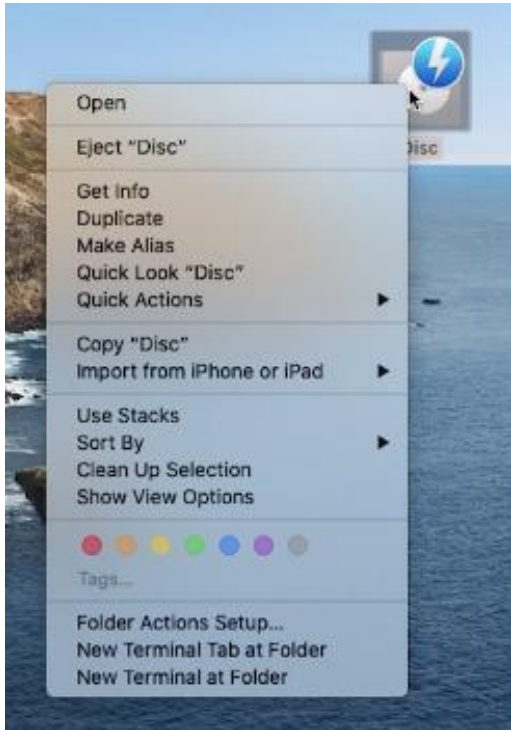 Disc
Open
Eject “Disc”
Get Info
Duplicate
Make Alias
Quick Look “Disc”
Quick Actions
Copy “Disc”
Import from iPhone or iPad
Use Stacks
Sort By
Clean Up Selection
Show View Options
Tags...
Folder Actions Setup...
New Terminal Tab at Folder
New Terminal at Folder